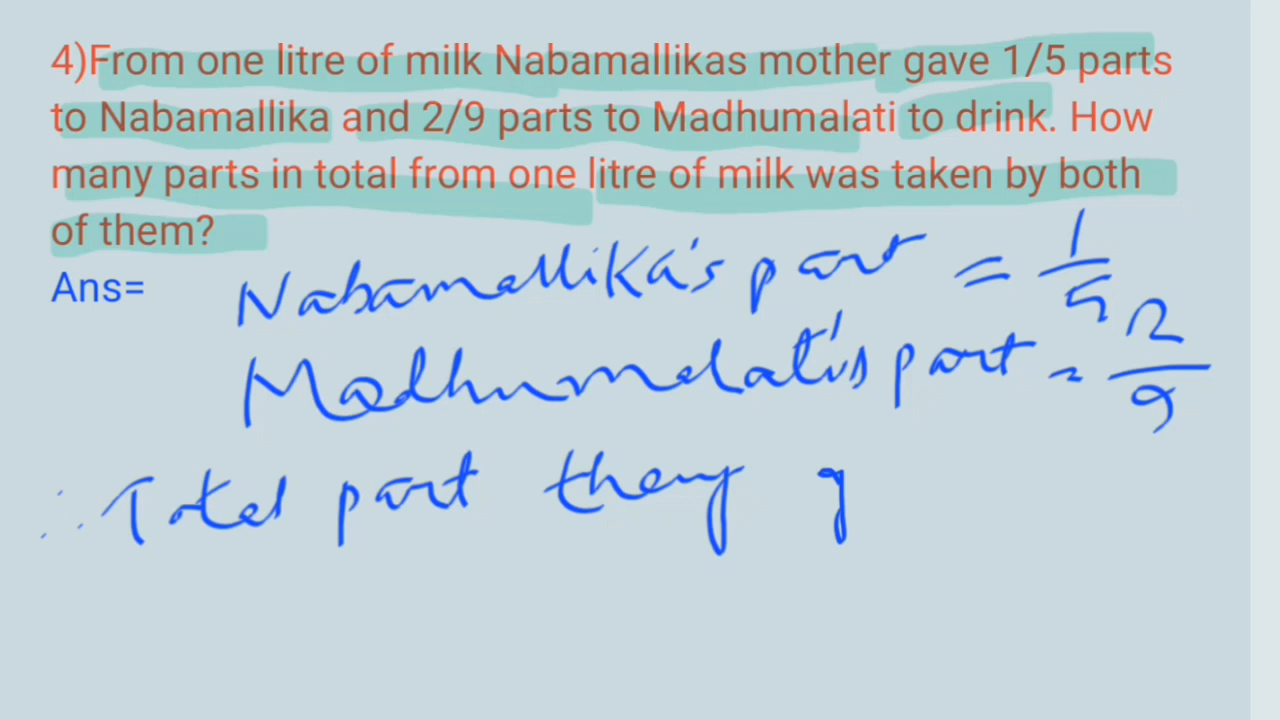 4)From one litre of milk Nabamallikas mother gave 1/5 parts
to Nabamallika and 2/9 parts to Madhumalati to drink. How
many parts in total from one litre of milk was taken by both
of them?
Ans= Nabamallika's part = 1/5
Madhumalati's part = 2/9
∴ Total part they g